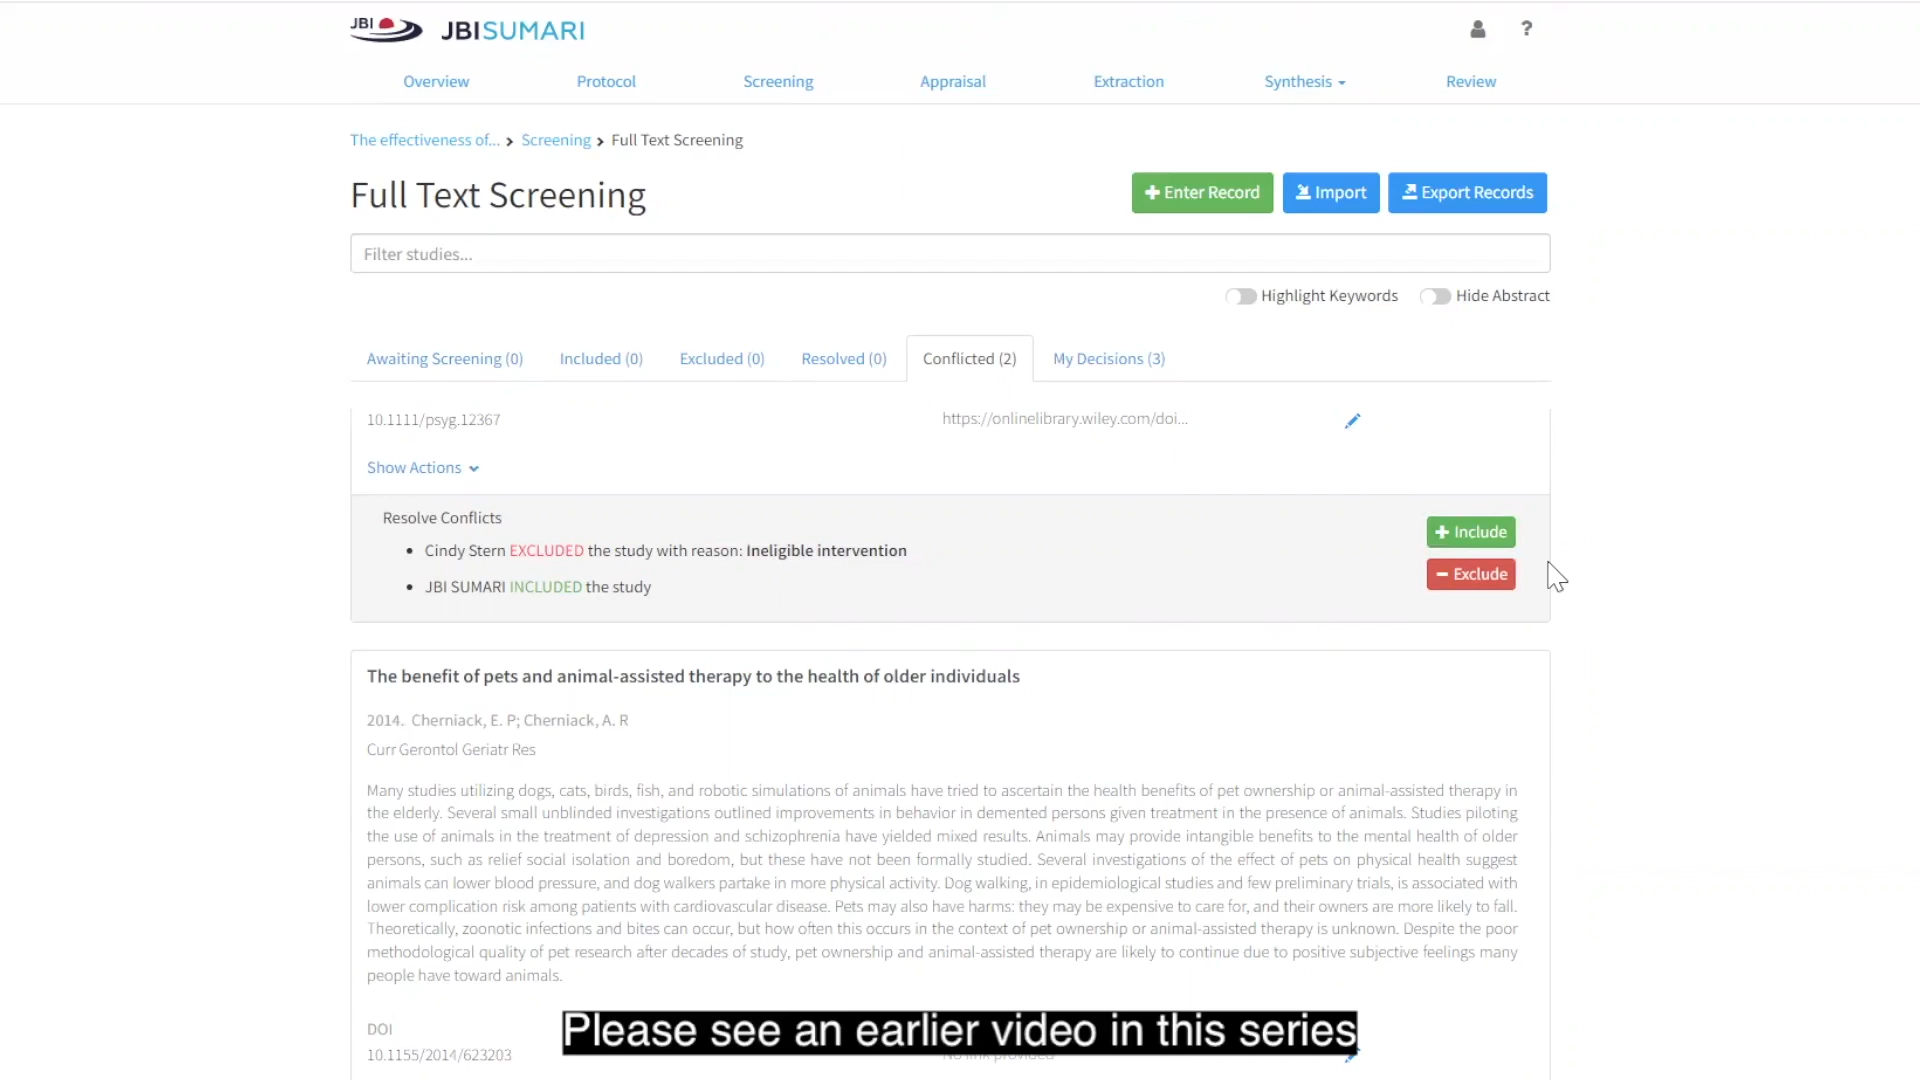 JBI JBISUMARI ?
Overview Protocol Screening Appraisal Extraction Synthesis Review
The effectiveness of... Screening Full Text Screening
Full Text Screening
Enter Record Import Export Records
Filter studies...
Highlight Keywords Hide Abstract
Awaiting Screening (0) Included (0) Excluded (0) Resolved (0) Conflicted (2) My Decisions (3)
10.1111/psyg.12367 https://onlinelibrary.wiley.com/doi...
Show Actions
Resolve Conflicts
Cindy Stern EXCLUDED the study with reason: Ineligible intervention
JBI SUMARI INCLUDED the study
Include
Exclude
The benefit of pets and animal-assisted therapy to the health of older individuals
2014. Cherniack, E. P; Cherniack, A. R
Curr Gerontol Geriatr Res
Many studies utilizing dogs, cats, birds, fish, and robotic simulations of animals have tried to ascertain the health benefits of pet ownership or animal-assisted therapy in
the elderly. Several small unblinded investigations outlined improvements in behavior in demented persons given treatment in the presence of animals. Studies piloting
the use of animals in the treatment of depression and schizophrenia have yielded mixed results. Animals may provide intangible benefits to the mental health of older
persons, such as relief social isolation and boredom, but these have not been formally studied. Several investigations of the effect of pets on physical health suggest
animals can lower blood pressure, and dog walkers partake in more physical activity. Dog walking, in epidemiological studies and few preliminary trials, is associated with
lower complication risk among patients with cardiovascular disease. Pets may also have harms: they may be expensive to care for, and their owners are more likely to fall.
Theoretically, zoonotic infections and bites can occur, but how often this occurs in the context of pet ownership or animal-assisted therapy is unknown. Despite the poor
methodological quality of pet research after decades of study, pet ownership and animal-assisted therapy are likely to continue due to positive subjective feelings many
people have toward animals.
DOI
Please see an earlier video in this series
10.1155/2014/623203